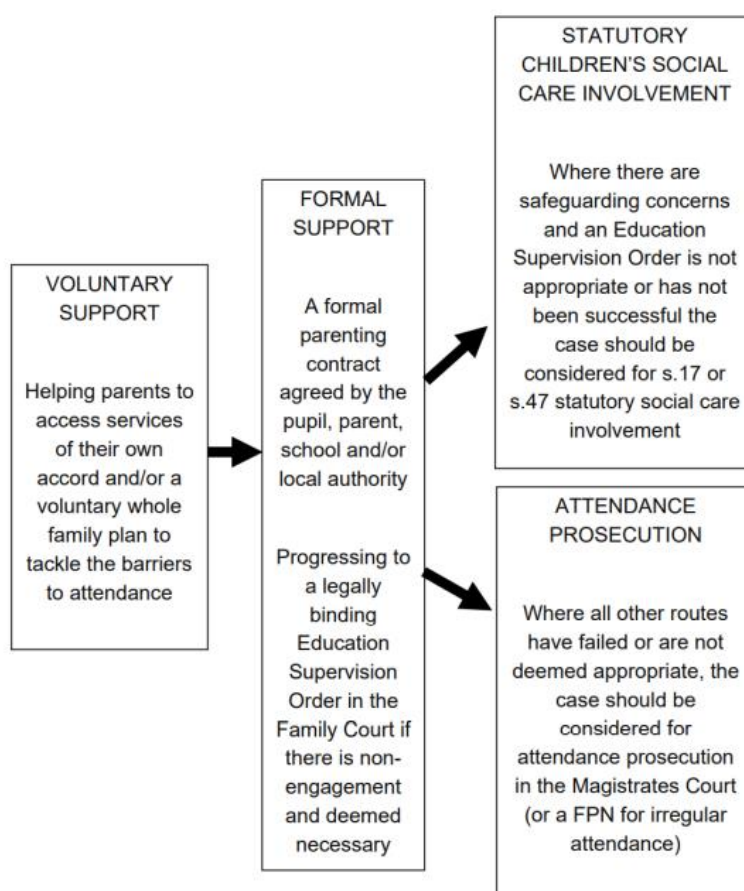 VOLUNTARY
SUPPORT
Helping parents to
access services
of their own
accord and/or a
voluntary whole
family plan to
tackle the barriers
to attendance
FORMAL
SUPPORT
A formal
parenting
contract
agreed by the
pupil, parent,
school and/or
local authority
Progressing to
a legally
binding
Education
Supervision
Order in the
Family Court if
there is non-
engagement
and deemed
necessary
STATUTORY
CHILDREN’S SOCIAL
CARE INVOLVEMENT
Where there are
safeguarding concerns
and an Education
Supervision Order is not
appropriate or has not
been successful the
case should be
considered for s.17 or
s.47 statutory social care
involvement
ATTENDANCE
PROSECUTION
Where all other routes
have failed or are not
deemed appropriate, the
case should be
considered for
attendance prosecution
in the Magistrates Court
(or a FPN for irregular
attendance)